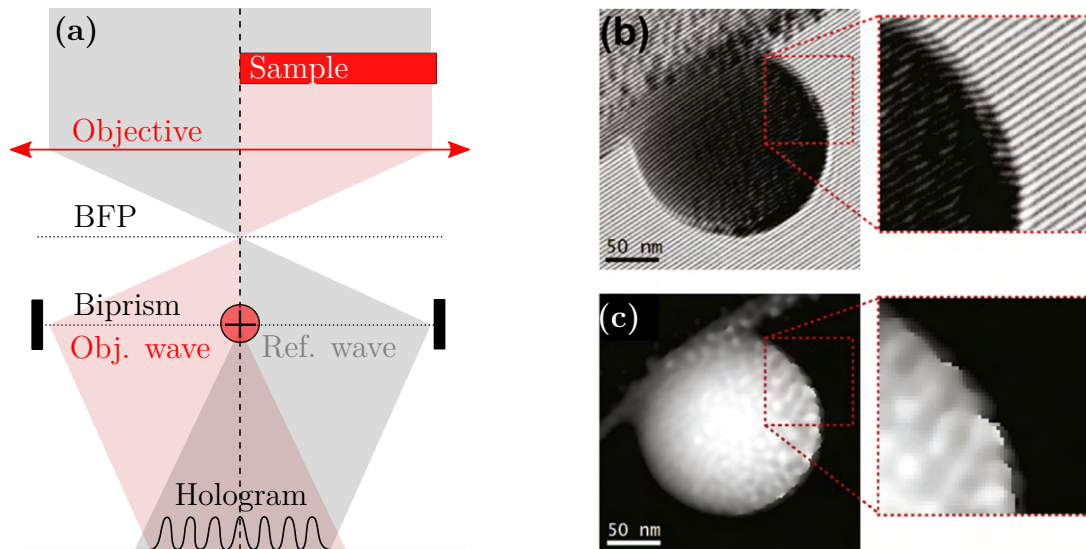 (a)
Sample
Objective
BFP
Biprism
Obj. wave
Ref. wave
Hologram
(b)
50 nm
(c)
50 nm